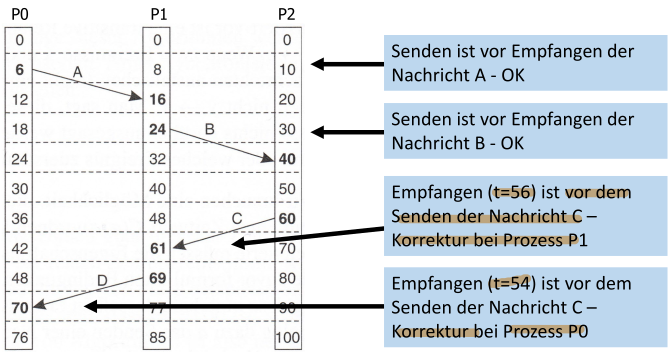 P0 P1 P2
0 0 0
6 8 10
A
12 16 20
18 24 30
B
24 32 40
30 40 50
36 48 60
C
42 61 70
48 69 80
D
70 77 90
76 85 100
Senden ist vor Empfangen der
Nachricht A - OK
Senden ist vor Empfangen der
Nachricht B - OK
Empfangen (t=56) ist vor dem
Senden der Nachricht C –
Korrektur bei Prozess P1
Empfangen (t=54) ist vor dem
Senden der Nachricht C –
Korrektur bei Prozess P0